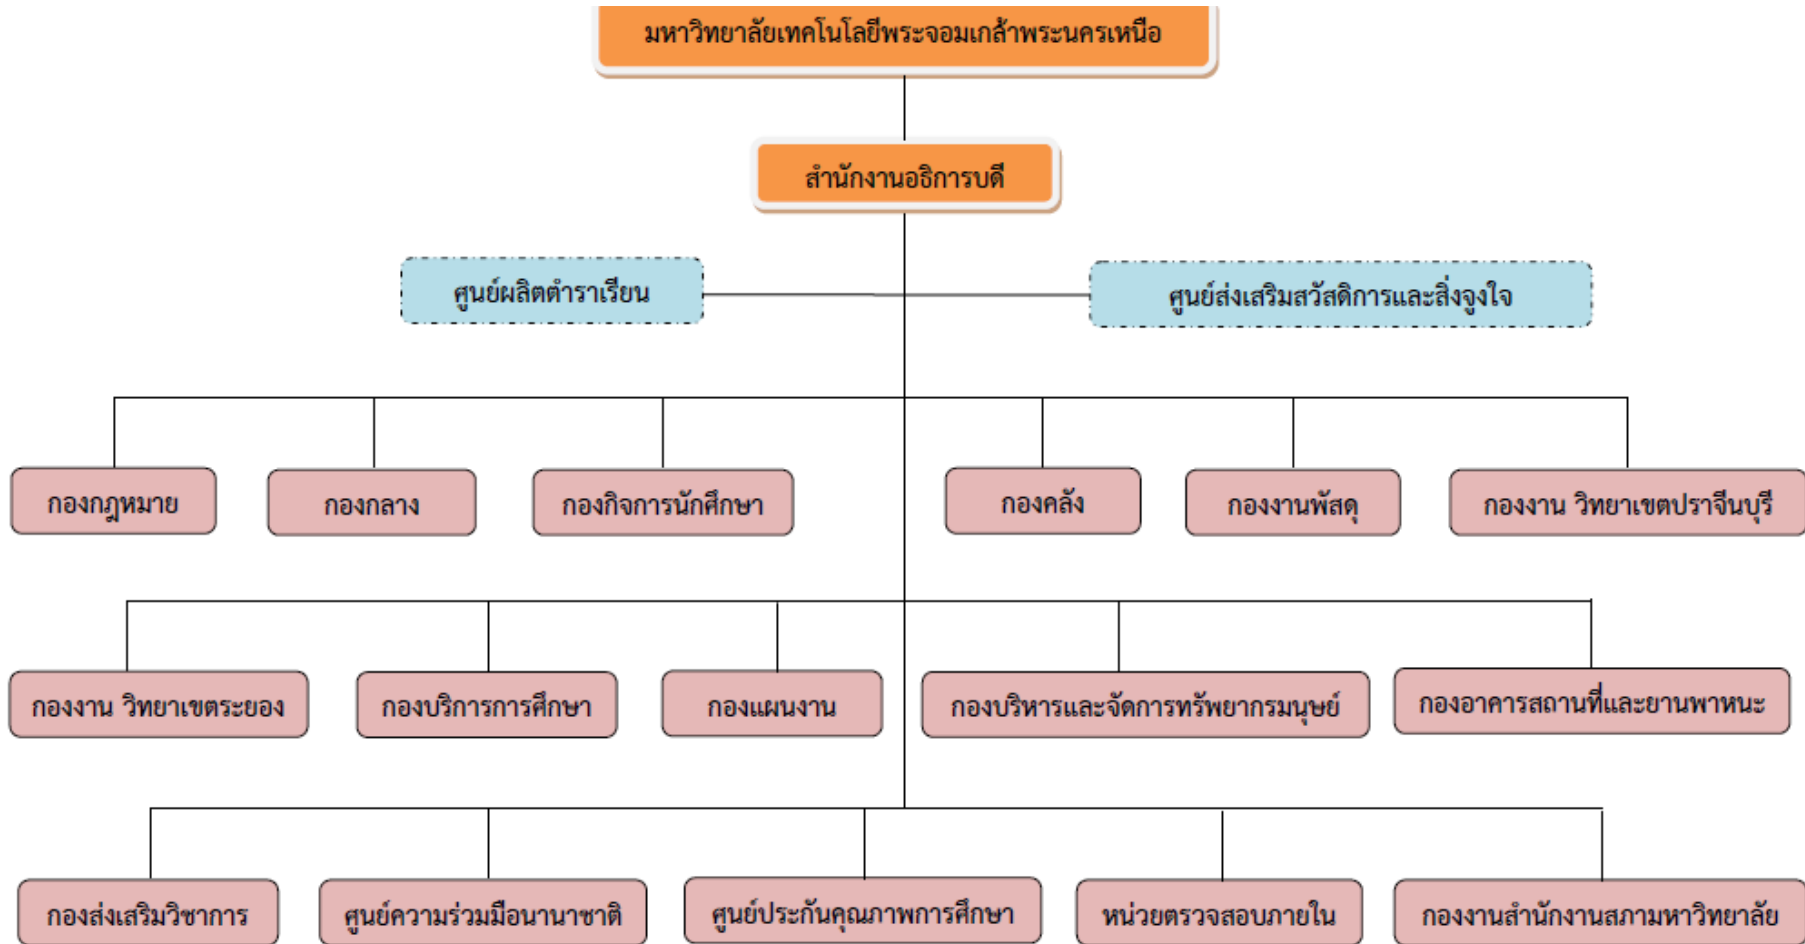 มหาวิทยาลัยเทคโนโลยีพระจอมเกล้าพระนครเหนือ
สำนักงานอธิการบดี
ศูนย์ผลิตตำราเรียน
ศูนย์ส่งเสริมสวัสดิการและสิ่งจูงใจ
กองกฎหมาย
กองกลาง
กองกิจการนักศึกษา
กองคลัง
กองงานพัสดุ
กองงาน วิทยาเขตปราจีนบุรี
กองงาน วิทยาเขตระยอง
กองบริการการศึกษา
กองแผนงาน
กองบริหารและจัดการทรัพยากรมนุษย์
กองอาคารสถานที่และยานพาหนะ
กองส่งเสริมวิชาการ
ศูนย์ความร่วมมือนานาชาติ
ศูนย์ประกันคุณภาพการศึกษา
หน่วยตรวจสอบภายใน
กองงานสำนักงานสภามหาวิทยาลัย